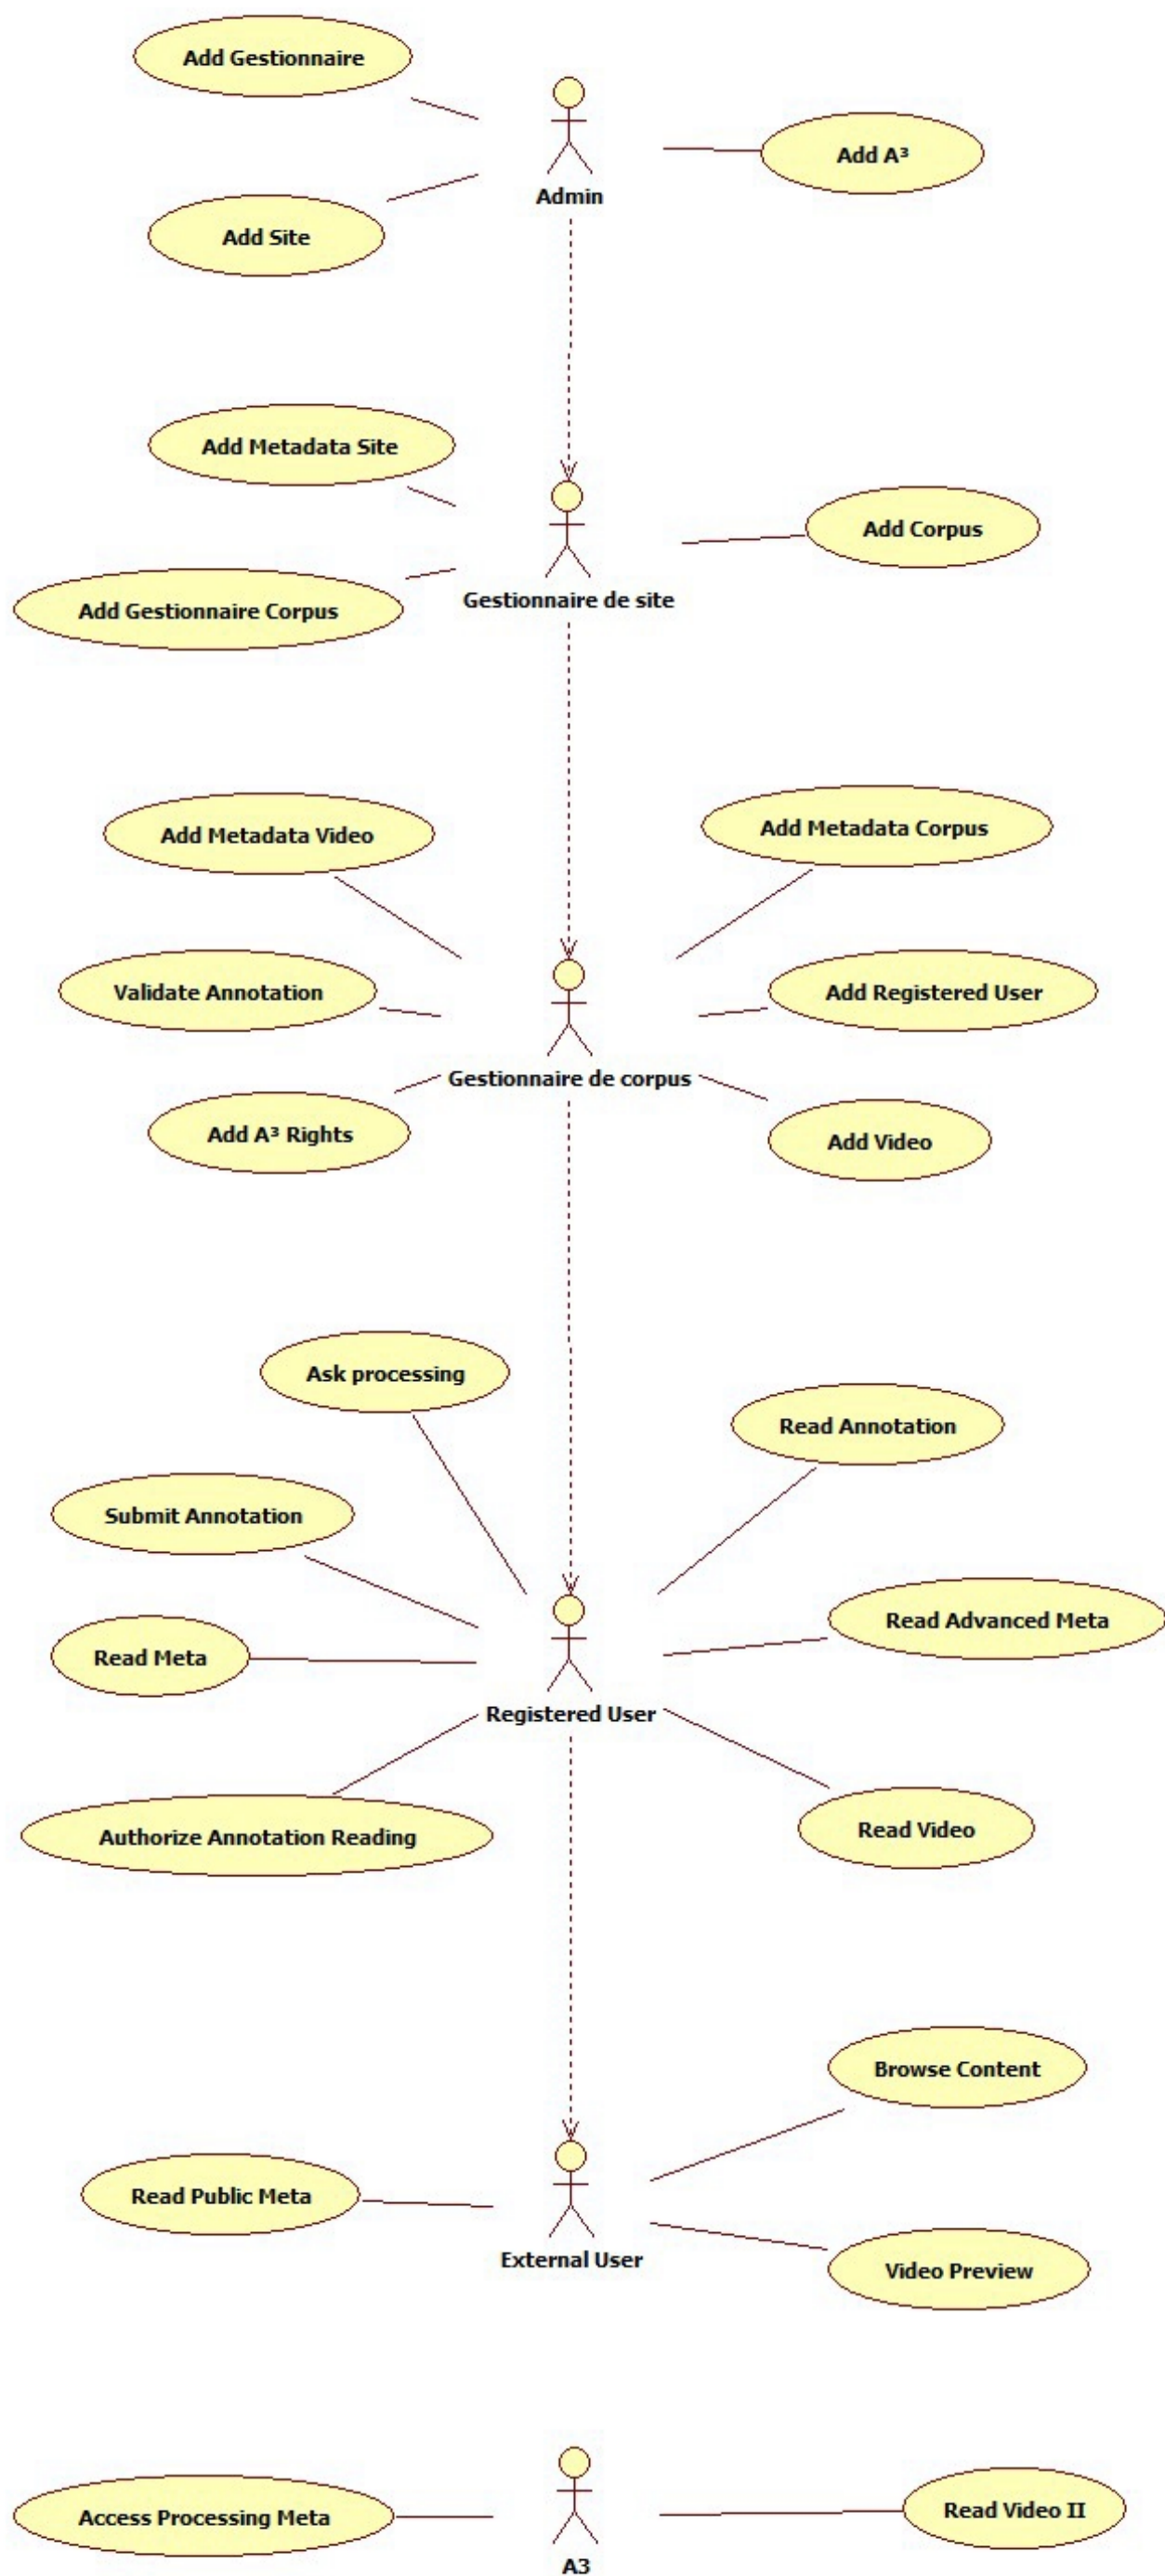 Add Gestionnaire
Add A³
Admin
Add Site
Add Metadata Site
Add Corpus
Gestionnaire de site
Add Gestionnaire Corpus
Add Metadata Video
Add Metadata Corpus
Validate Annotation
Add Registered User
Gestionnaire de corpus
Add A³ Rights
Add Video
Ask processing
Read Annotation
Submit Annotation
Read Advanced Meta
Read Meta
Registered User
Authorize Annotation Reading
Read Video
Browse Content
Read Public Meta
External User
Video Preview
Access Processing Meta
Read Video II
A3